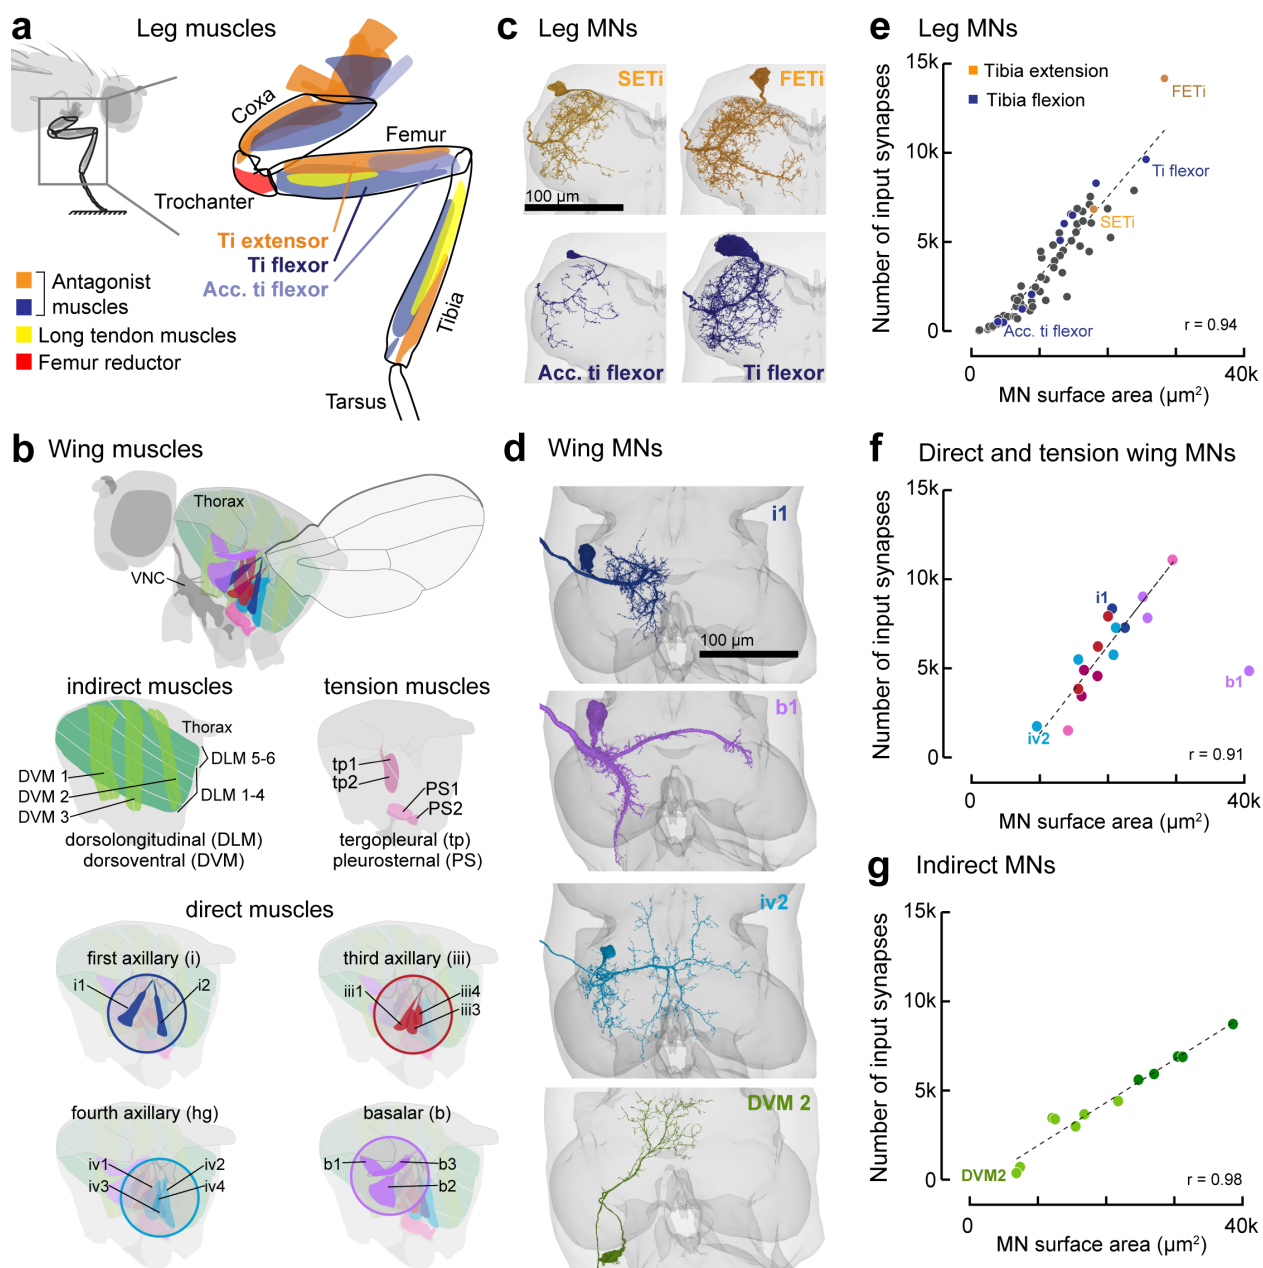 a Leg muscles
Coxa
Femur
Trochanter
Ti extensor
Ti flexor
Acc. ti flexor
Antagonist
muscles
Long tendon muscles
Femur reductor
Tibia
Tarsus
b Wing muscles
Thorax
VNC
indirect muscles
Thorax
DLM 5-6
DLM 1-4
DVM 1
DVM 2
DVM 3
dorsolongitudinal (DLM)
dorsoventral (DVM)
tension muscles
tp1
tp2
PS1
PS2
tergopleural (tp)
pleurosternal (PS)
direct muscles
first axillary (i)
i1
i2
third axillary (iii)
iii1
iii4
iii3
fourth axillary (hg)
iv1
iv2
iv3
iv4
basalar (b)
b1
b3
b2
c Leg MNs
SETi
FETi
100 µm
Acc. ti flexor
Ti flexor
d Wing MNs
i1
100 µm
b1
iv2
DVM 2
e Leg MNs
Number of input synapses
15k
10k
5k
0
Tibia extension
Tibia flexion
FETi
Ti flexor
SETi
Acc. ti flexor
r = 0.94
0
40k
MN surface area (µm²)
f Direct and tension wing MNs
Number of input synapses
15k
10k
5k
0
i1
b1
iv2
r = 0.91
0
40k
MN surface area (µm²)
g Indirect MNs
Number of input synapses
15k
10k
5k
0
DVM2
r = 0.98
0
40k
MN surface area (µm²)